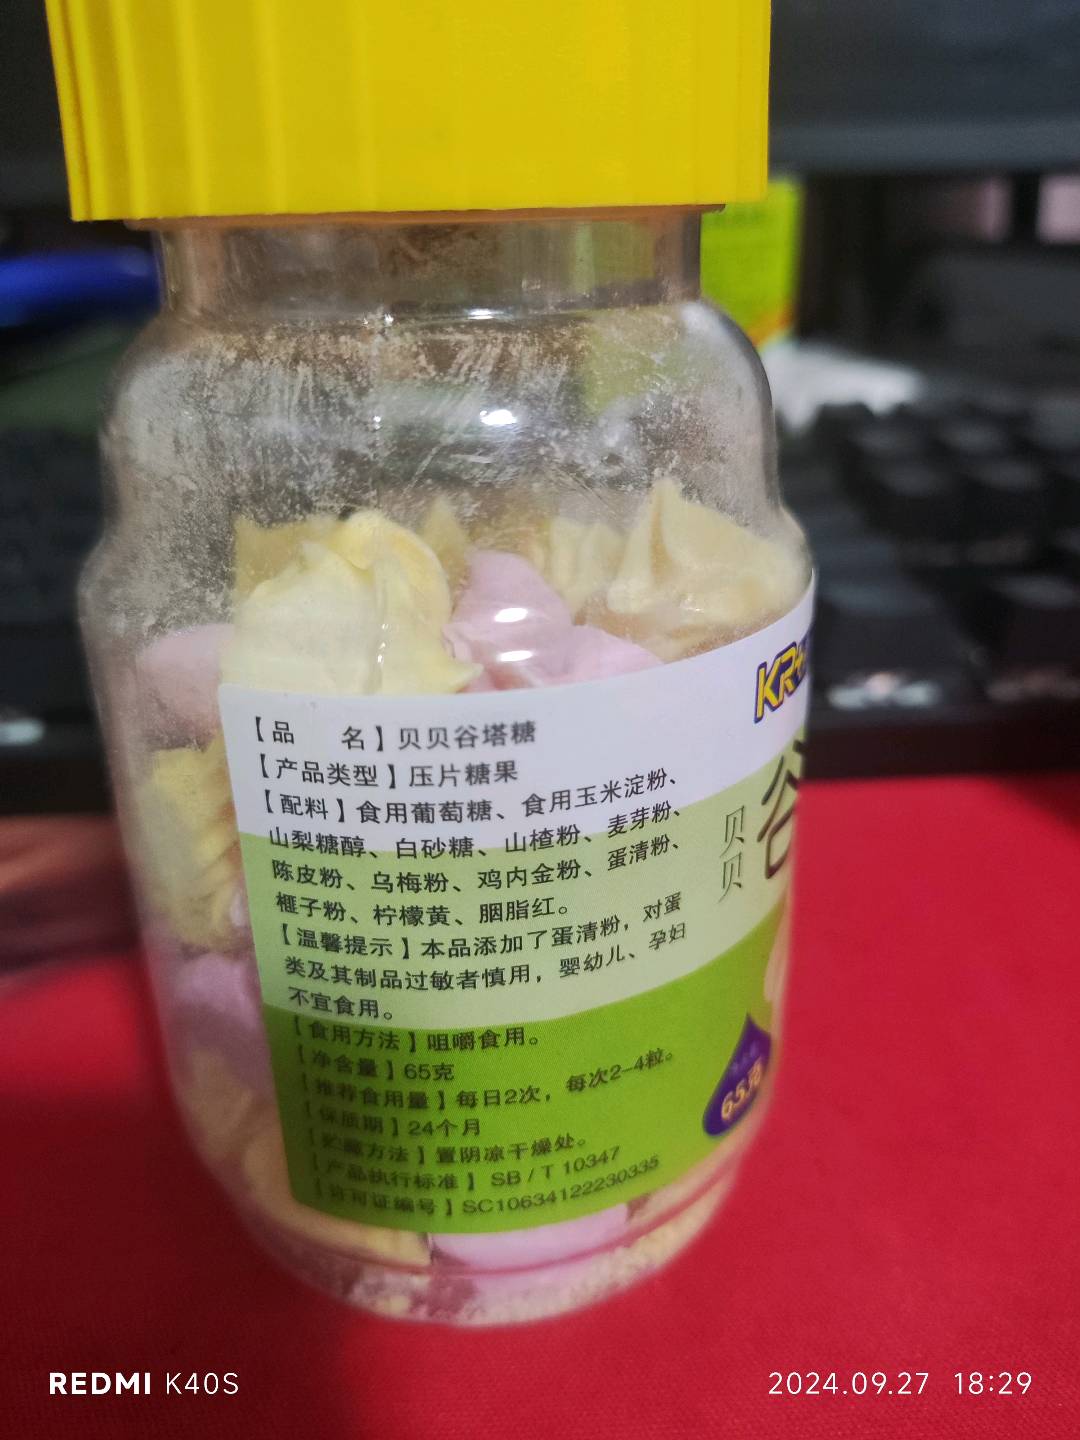 【品 名】贝贝谷塔糖
【产品类型】压片糖果
【配料】食用葡萄糖、食用玉米淀粉、
山梨糖醇、白砂糖、山楂粉、麦芽粉、
陈皮粉、乌梅粉、鸡内金粉、蛋清粉、
榧子粉、柠檬黄、胭脂红。
【温馨提示】本品添加了蛋清粉，对蛋
类及其制品过敏者慎用，婴幼儿、孕妇
不宜食用。
【食用方法】咀嚼食用。
【净含量】65克
【推荐食用量】每日2次，每次2-4粒。
【保质期】24个月
【贮藏方法】置阴凉干燥处。
【产品执行标准】SB/T 10347
【许可证编号】SC10634122230335
KR
贝贝
谷
65克
REDMI K40S
2024.09.27 18:29